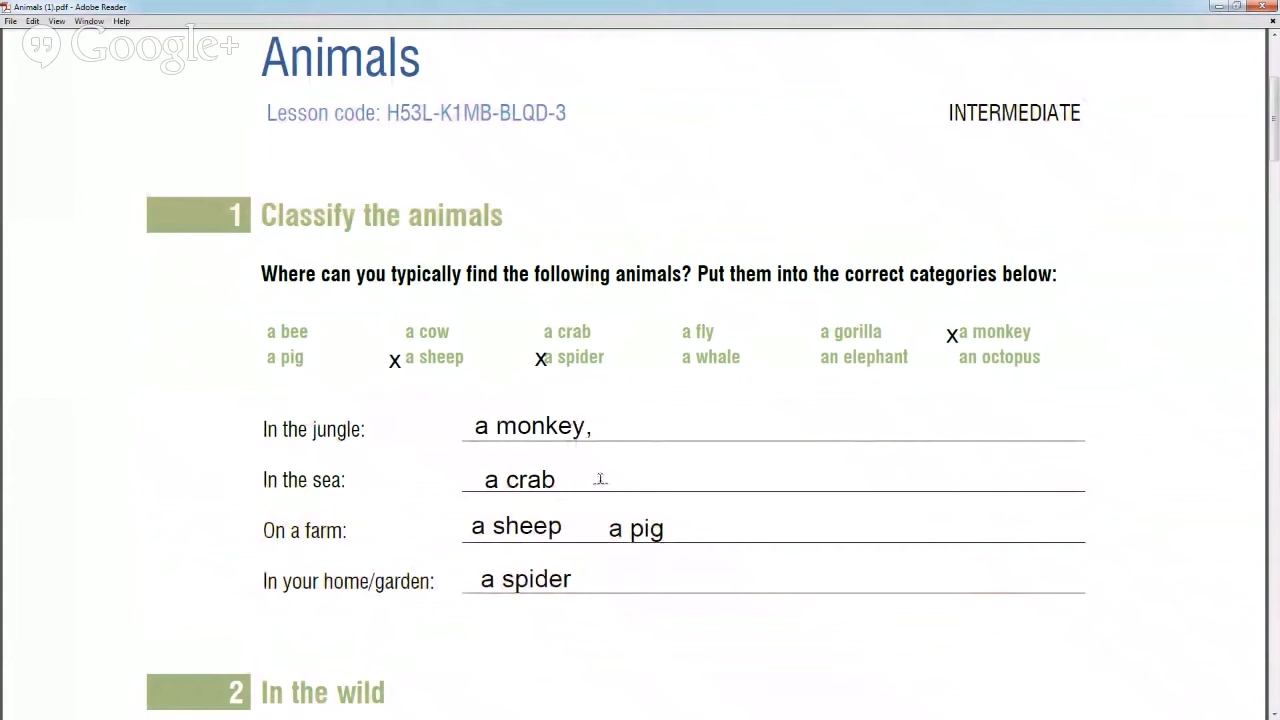 Animals (1).pdf - Adobe Reader
File Edit View Window Help
Google+
Animals
Lesson code: H53L-K1MB-BLQD-3 INTERMEDIATE
1 Classify the animals
Where can you typically find the following animals? Put them into the correct categories below:
a bee a cow a crab a fly a gorilla x a monkey
a pig x a sheep x a spider a whale an elephant an octopus
In the jungle: a monkey,
In the sea: a crab
On a farm: a sheep a pig
In your home/garden: a spider
2 In the wild